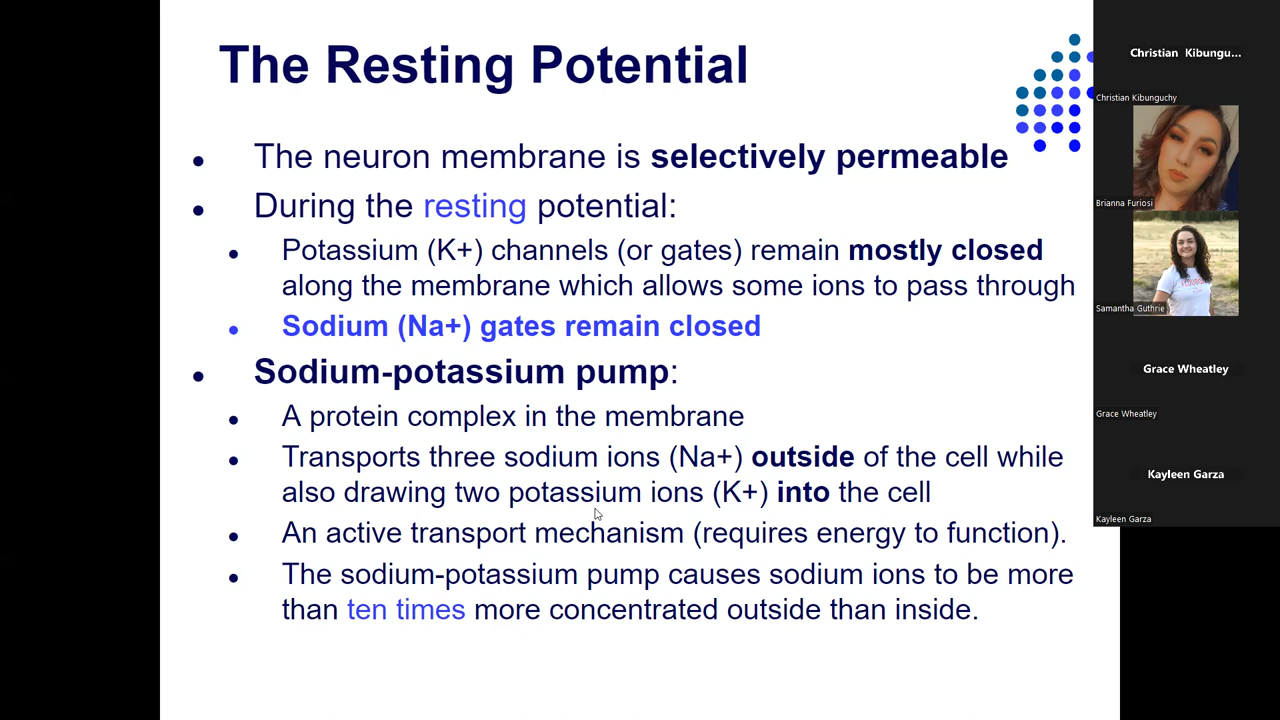 The Resting Potential
• The neuron membrane is selectively permeable
• During the resting potential:
• Potassium (K+) channels (or gates) remain mostly closed
along the membrane which allows some ions to pass through
• Sodium (Na+) gates remain closed
• Sodium-potassium pump:
• A protein complex in the membrane
• Transports three sodium ions (Na+) outside of the cell while
also drawing two potassium ions (K+) into the cell
• An active transport mechanism (requires energy to function).
• The sodium-potassium pump causes sodium ions to be more
than ten times more concentrated outside than inside.
Christian Kibungu...
Christian Kibunguchy
Brianna Furiosi
Samantha Guthrie
Grace Wheatley
Grace Wheatley
Kayleen Garza
Kayleen Garza